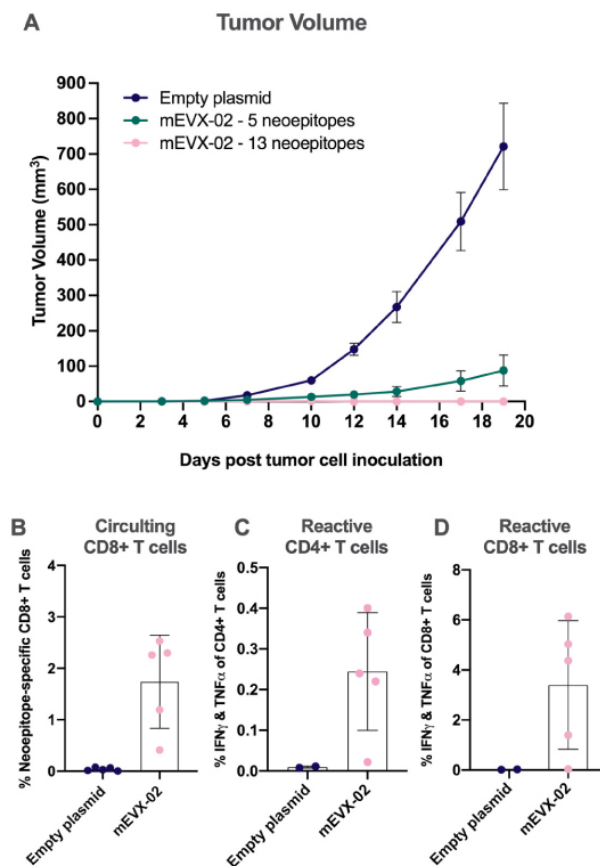 A Tumor Volume
Empty plasmid
mEVX-02 - 5 neoepitopes
mEVX-02 - 13 neoepitopes
Tumor Volume (mm³)
900
800
700
600
500
400
300
200
100
0
0 2 4 6 8 10 12 14 16 18 20
Days post tumor cell inoculation
B Circulting
CD8+ T cells
% Neoepitope-specific CD8+ T cells
4
3
2
1
0
Empty plasmid
mEVX-02
C Reactive
CD4+ T cells
% IFNγ & TNFα of CD4+ T cells
0.5
0.4
0.3
0.2
0.1
0.0
Empty plasmid
mEVX-02
D Reactive
CD8+ T cells
% IFNγ & TNFα of CD8+ T cells
8
6
4
2
0
Empty plasmid
mEVX-02